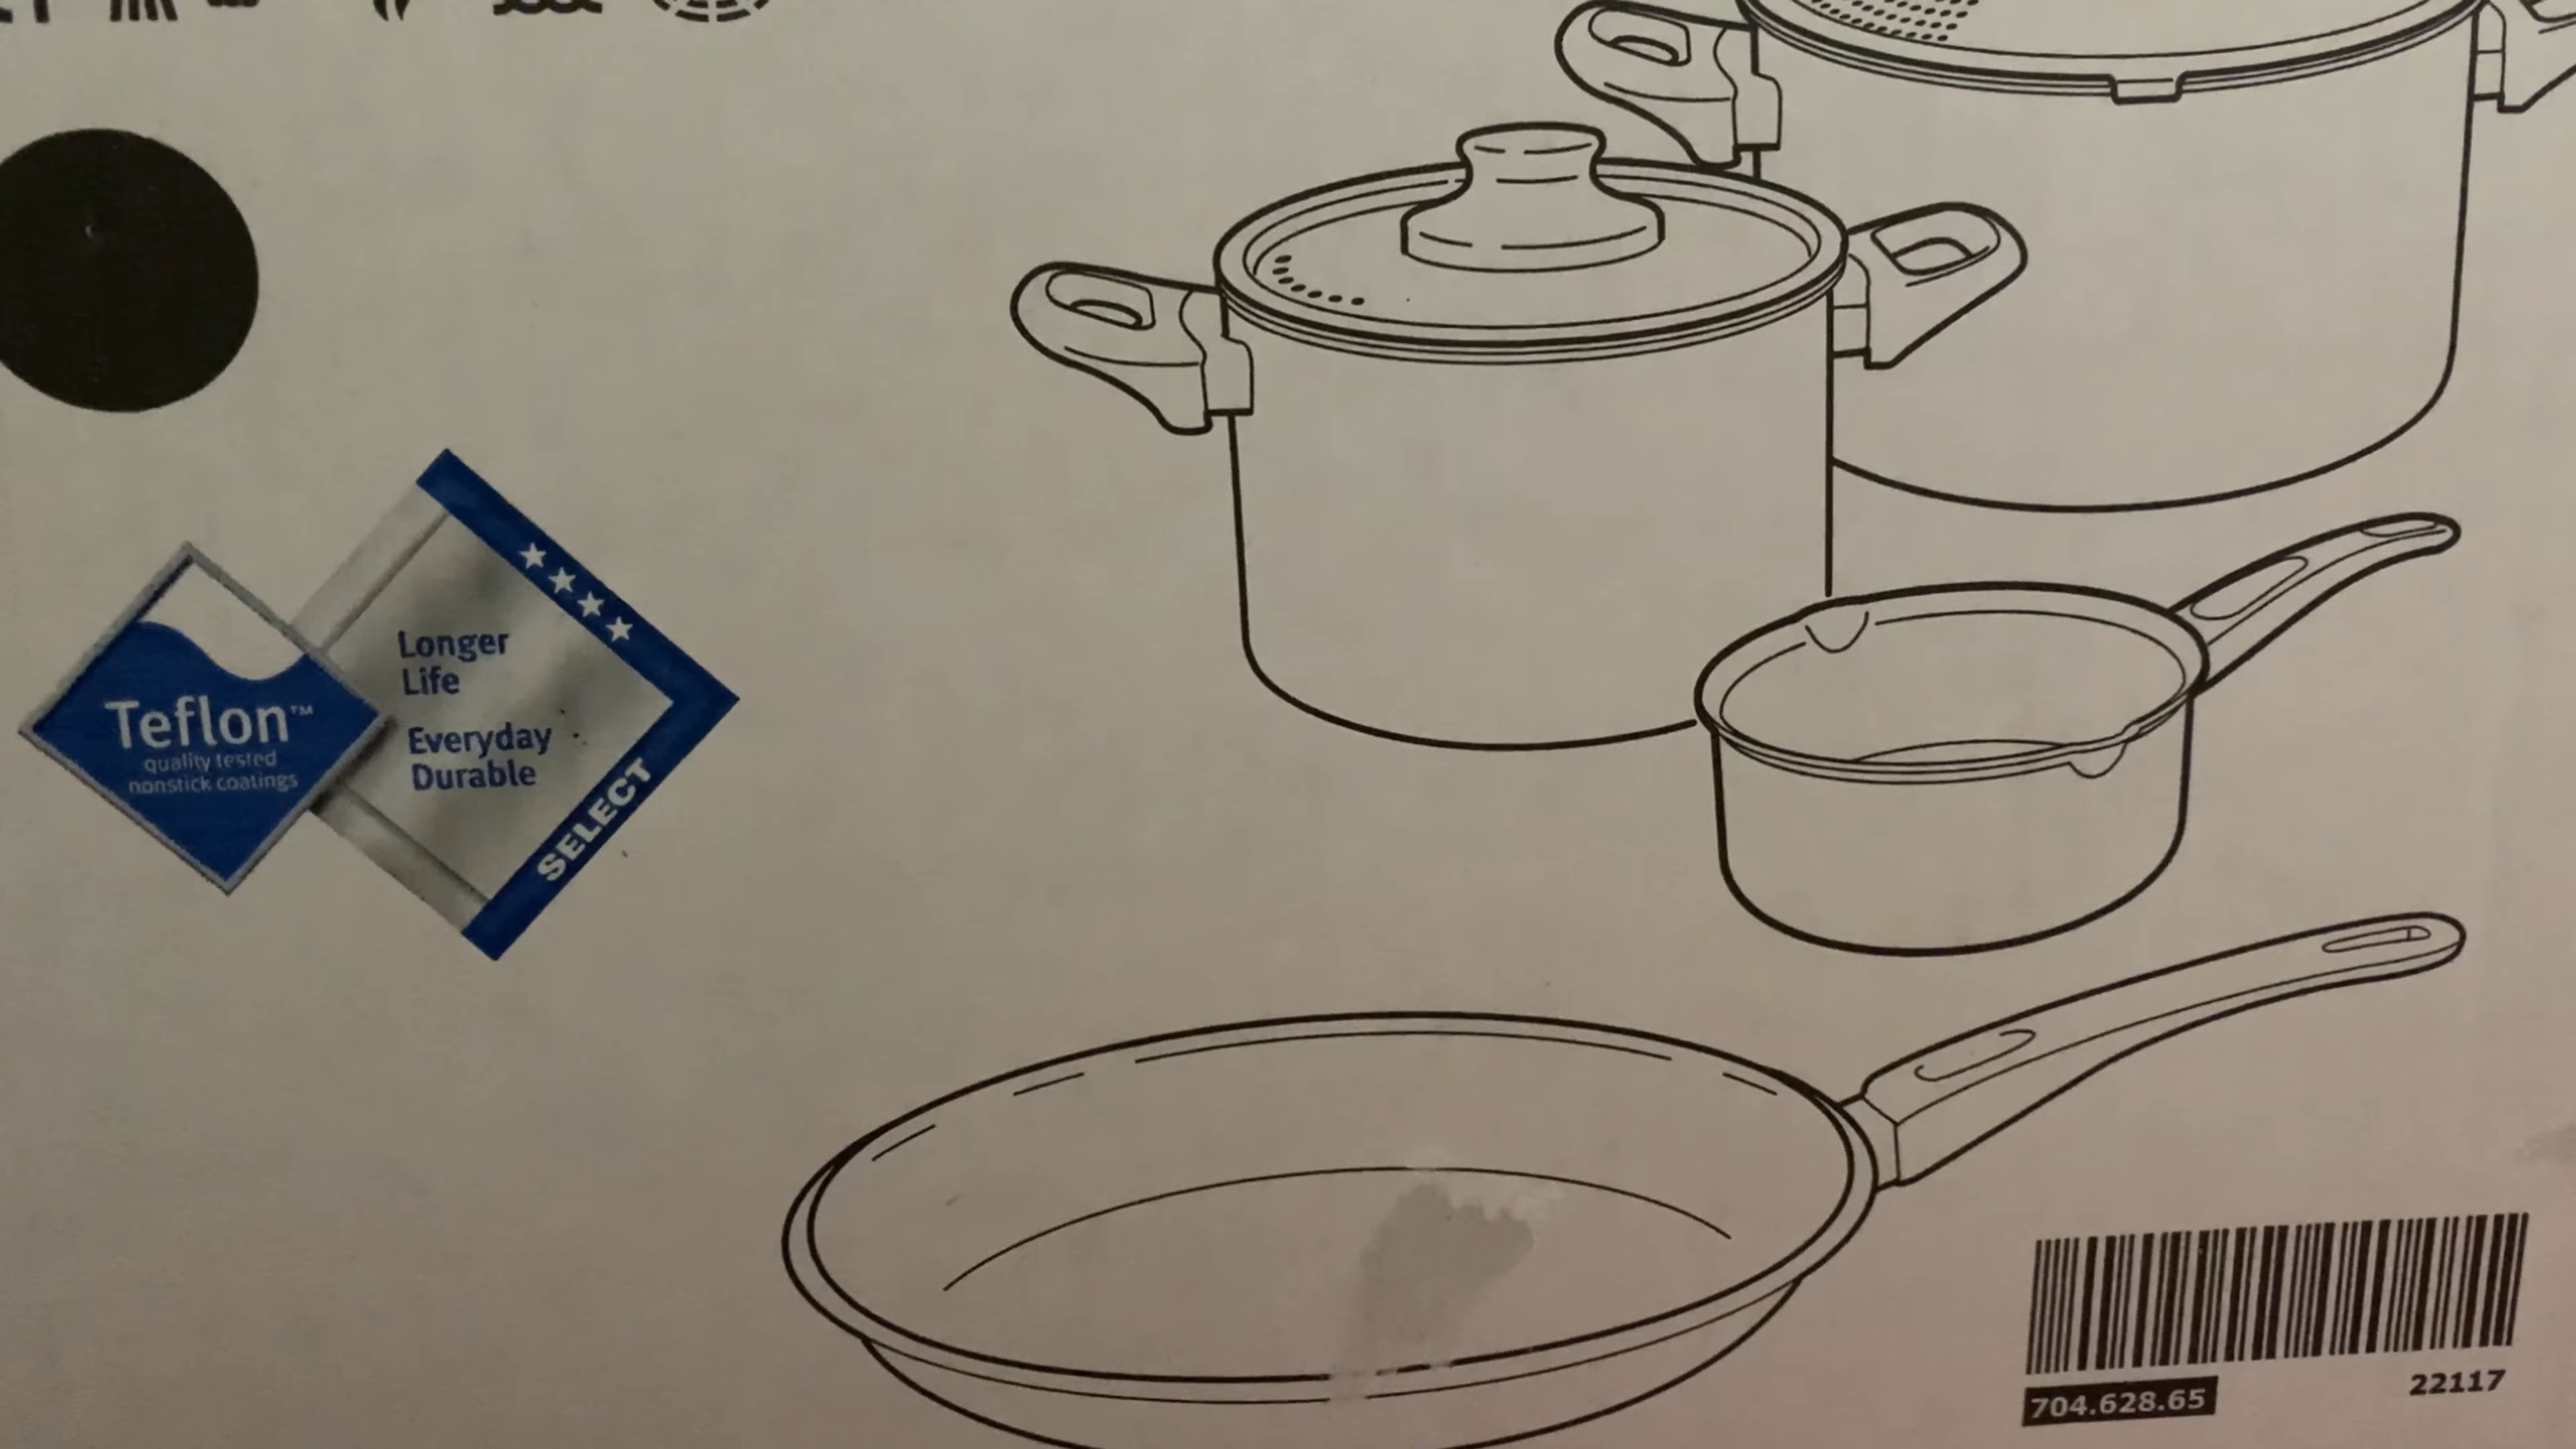 Longer
Life
Everyday
Durable
SELECT
Teflon™
quality tested
nonstick coatings
704.628.65
22117